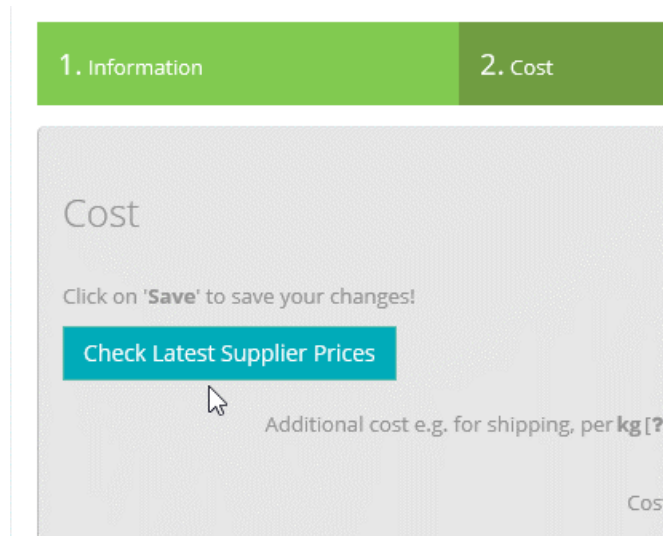 1. Information
2. Cost
Cost
Click on 'Save' to save your changes!
Check Latest Supplier Prices
Additional cost e.g. for shipping, per kg [?
Cos